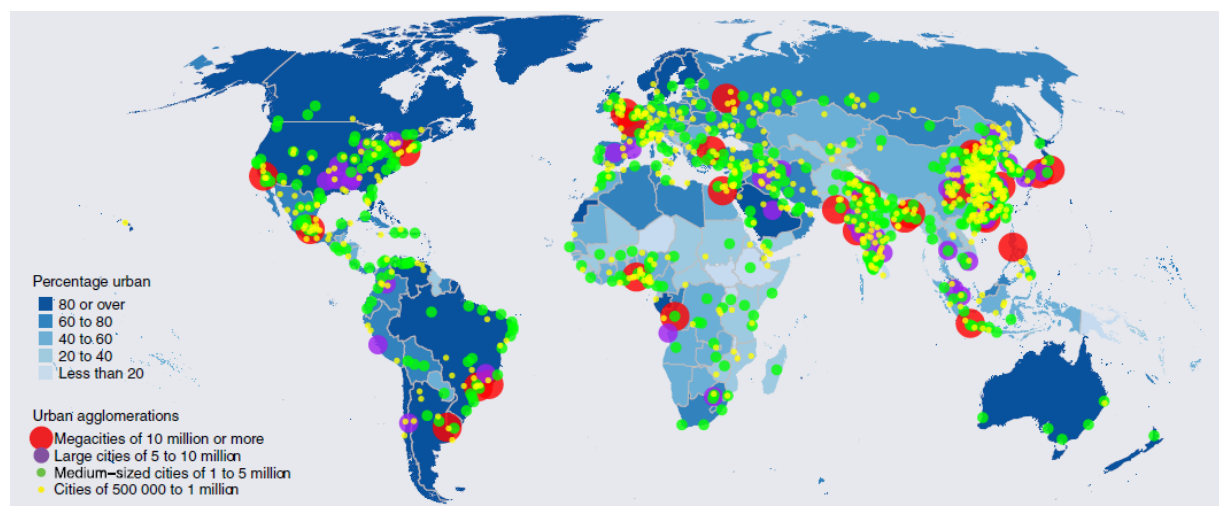 Percentage urban
80 or over
60 to 80
40 to 60
20 to 40
Less than 20
Urban agglomerations
Megacities of 10 million or more
Large cities of 5 to 10 million
Medium-sized cities of 1 to 5 million
Cities of 500 000 to 1 million